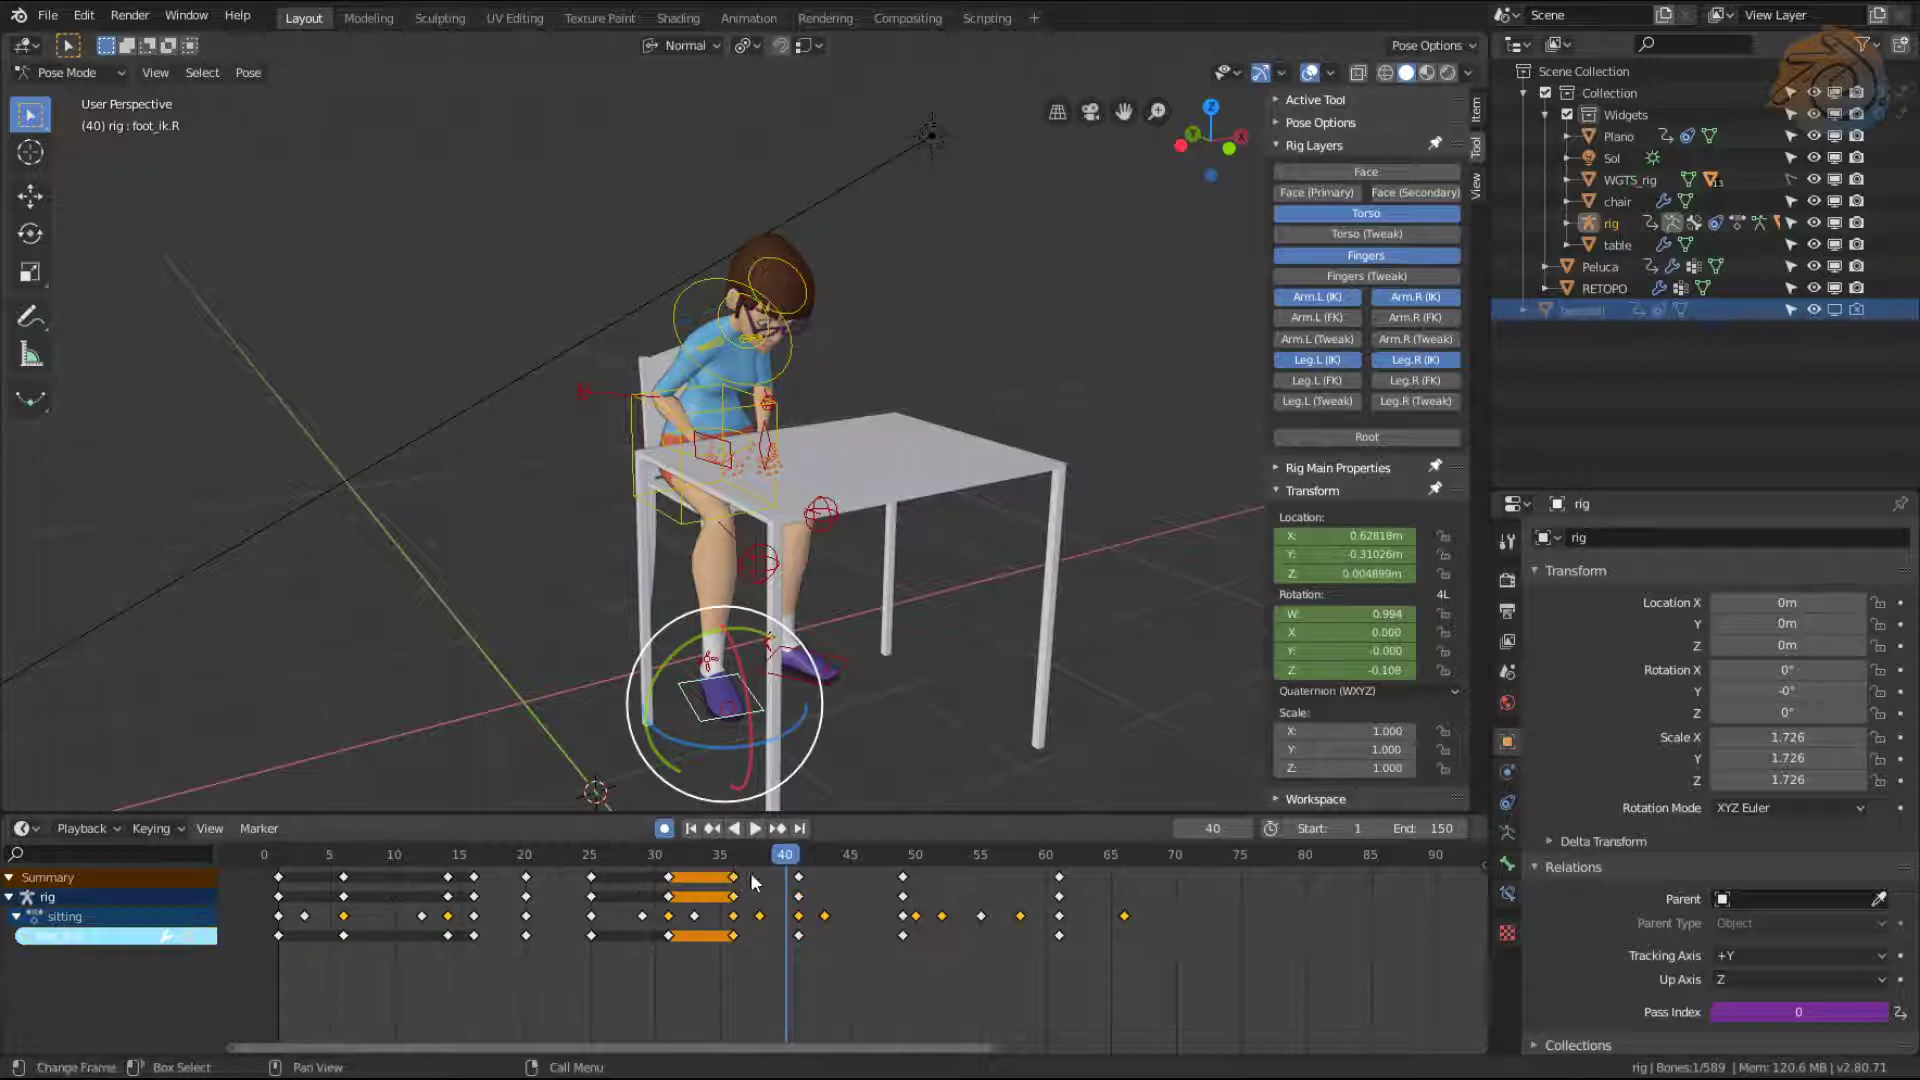 File Edit Render Window Help Layout Modeling Sculpting UV Editing Texture Paint Shading Animation Rendering Compositing Scripting + Scene View Layer
Normal Pose Options
Pose Mode View Select Pose
User Perspective
(40) rig : foot_ik.R
Z
Y
X
Active Tool
Pose Options
Rig Layers
Face
Face (Primary) Face (Secondary)
Torso
Torso (Tweak)
Fingers
Fingers (Tweak)
Arm.L (IK) Arm.R (IK)
Arm.L (FK) Arm.R (FK)
Arm.L (Tweak) Arm.R (Tweak)
Leg.L (IK) Leg.R (IK)
Leg.L (FK) Leg.R (FK)
Leg.L (Tweak) Leg.R (Tweak)
Root
Rig Main Properties
Transform
Location:
X: 0.62818m
Y: -0.31026m
Z: 0.004899m
Rotation: 4L
W: 0.994
X: 0.000
Y: -0.000
Z: -0.108
Quaternion (WXYZ)
Scale:
X: 1.000
Y: 1.000
Z: 1.000
Workspace
Item
Tool
View
Scene Collection
Collection
Widgets
Plano
Sol
WGTS_rig 13
chair
rig
table
Peluca
RETOPO
rig
rig
Transform
Location X 0m
Y 0m
Z 0m
Rotation X 0°
Y -0°
Z 0°
Scale X 1.726
Y 1.726
Z 1.726
Rotation Mode XYZ Euler
Delta Transform
Relations
Parent
Parent Type Object
Tracking Axis +Y
Up Axis Z
Pass Index 0
Collections
Playback Keying View Marker 40 Start: 1 End: 150
0 5 10 15 20 25 30 35 40 45 50 55 60 65 70 75 80 85 90
Summary
rig
sitting
Change Frame Box Select Pan View Call Menu rig | Bones:1/589 | Mem: 120.6 MB | v2.80.71